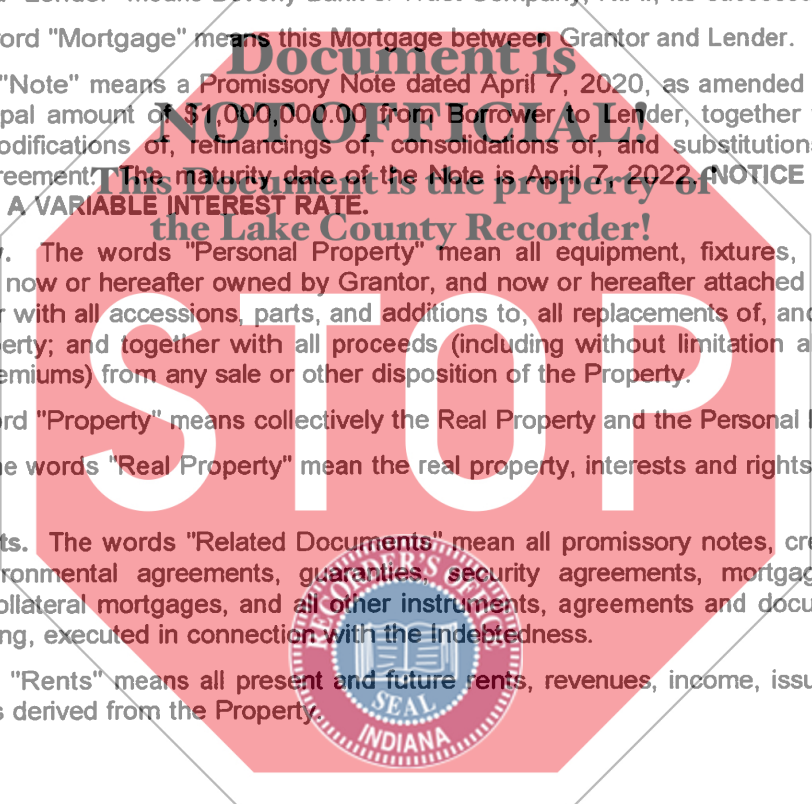 "Lender" means Beverly Bank & Trust Company, N.A., its
ord "Mortgage" means this Mortgage between Grantor and Lender.
"Note" means a Promissory Note dated April 7, 2020, as amended
pal amount of $1,000,000.00 from Borrower to Lender, together
odifications of, refinancings of, consolidations of, and substitution
reement. The maturity date of the Note is April 7, 2022. NOTICE
A VARIABLE INTEREST RATE.
y. The words "Personal Property" mean all equipment, fixtures,
now or hereafter owned by Grantor, and now or hereafter attached
r with all accessions, parts, and additions to, all replacements of, and
erty; and together with all proceeds (including without limitation a
emiums) from any sale or other disposition of the Property.
ord "Property" means collectively the Real Property and the Personal
he words "Real Property" mean the real property, interests and rights
ts. The words "Related Documents" mean all promissory notes, cre
ronmental agreements, guaranties, security agreements, mortgag
ollateral mortgages, and all other instruments, agreements and docu
ng, executed in connection with the Indebtedness.
"Rents" means all present and future rents, revenues, income, issu
s derived from the Property.
Document is
NOT OFFICIAL!
This Document is the property of
the Lake County Recorder!
STOP
RECORDER'S OFFICE
SEAL
INDIANA